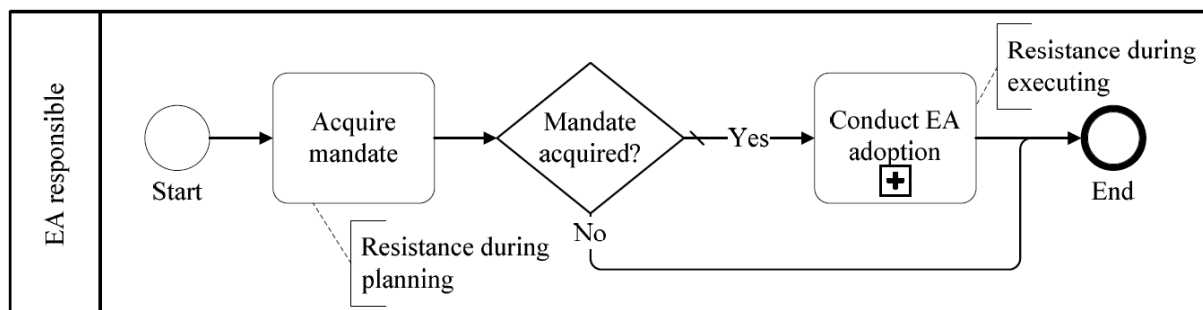 EA responsible
Start
Acquire
mandate
Resistance during
planning
Mandate
acquired?
Yes
No
Conduct EA
adoption
Resistance during
executing
End